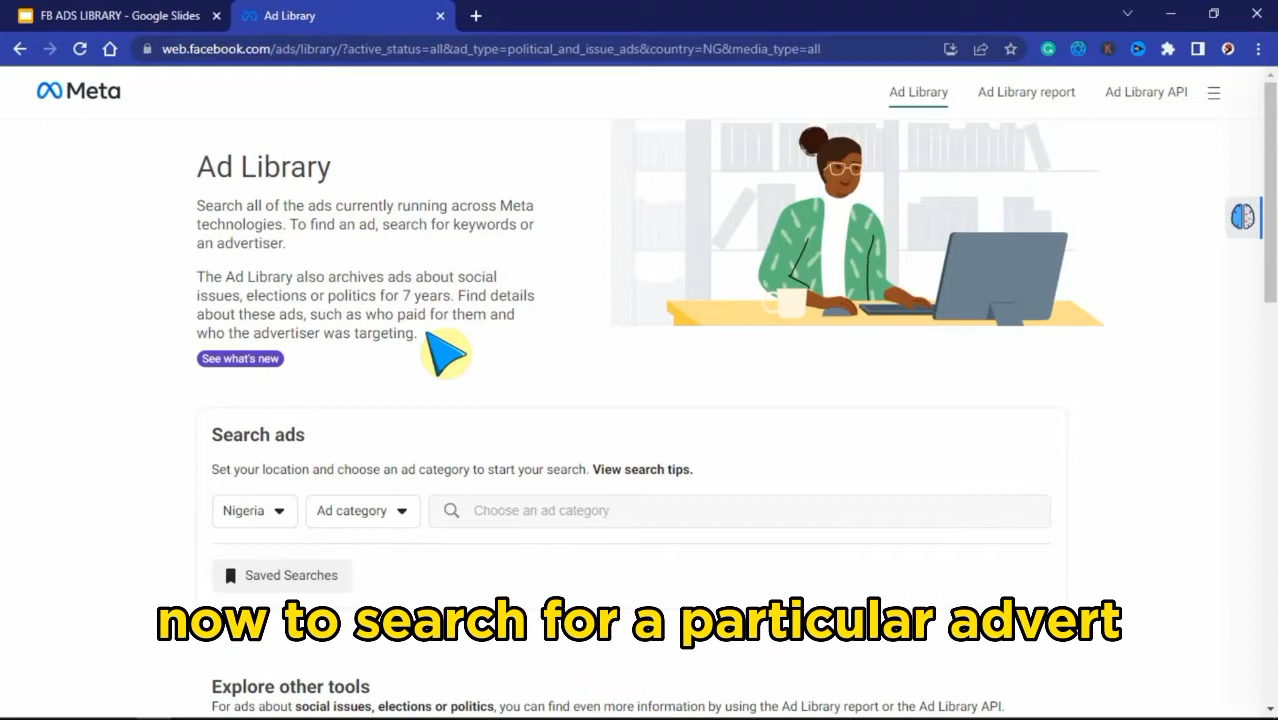 FB ADS LIBRARY - Google Slides
Ad Library
web.facebook.com/ads/library/?active_status=all&ad_type=political_and_issue_ads&country=NG&media_type=all
Meta
Ad Library
Ad Library report
Ad Library API
Ad Library
Search all of the ads currently running across Meta
technologies. To find an ad, search for keywords or
an advertiser.
The Ad Library also archives ads about social
issues, elections or politics for 7 years. Find details
about these ads, such as who paid for them and
who the advertiser was targeting.
See what's new
Search ads
Set your location and choose an ad category to start your search. View search tips.
Nigeria
Ad category
Choose an ad category
Saved Searches
now to search for a particular advert
Explore other tools
For ads about social issues, elections or politics, you can find even more information by using the Ad Library report or the Ad Library API.